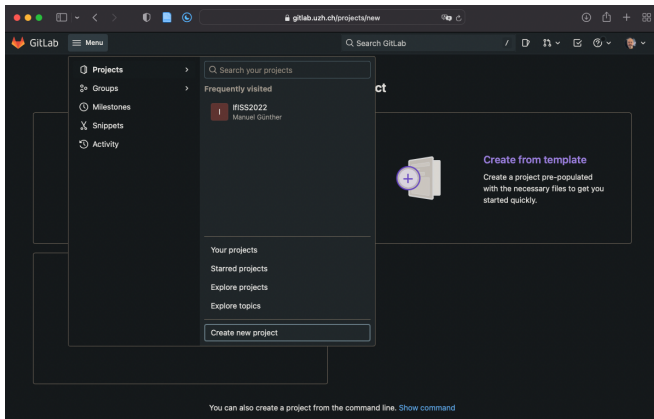 gitlab.uzh.ch/projects/new
GitLab
Menu
Search GitLab
/
Projects
Groups
Milestones
Snippets
Activity
Search your projects
Frequently visited
I
IfISS2022
Manuel Günther
Your projects
Starred projects
Explore projects
Explore topics
Create new project
ct
Create from template
Create a project pre-populated
with the necessary files to get you
started quickly.
You can also create a project from the command line. Show command